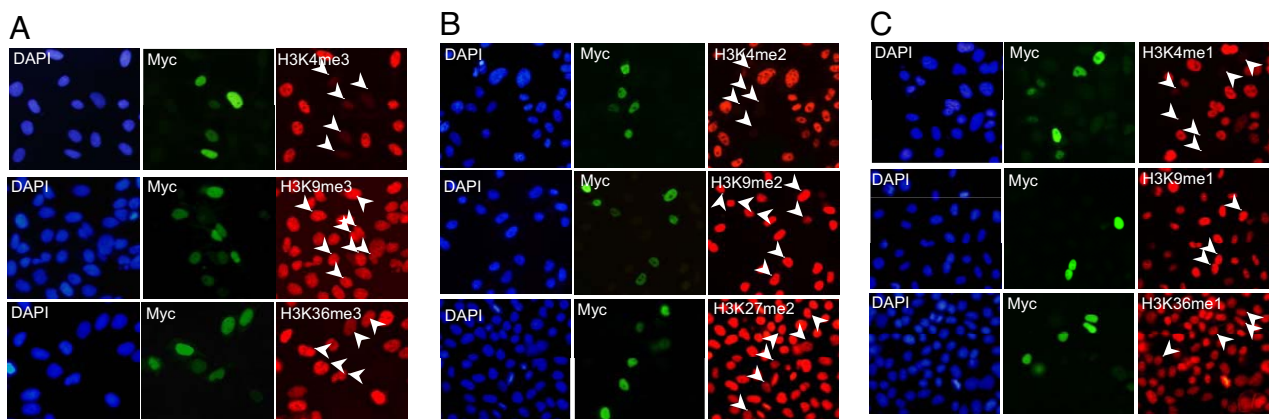 A
DAPI Myc H3K4me3
DAPI Myc H3K9me3
DAPI Myc H3K36me3
B
DAPI Myc H3K4me2
DAPI Myc H3K9me2
DAPI Myc H3K27me2
C
DAPI Myc H3K4me1
DAPI Myc H3K9me1
DAPI Myc H3K36me1